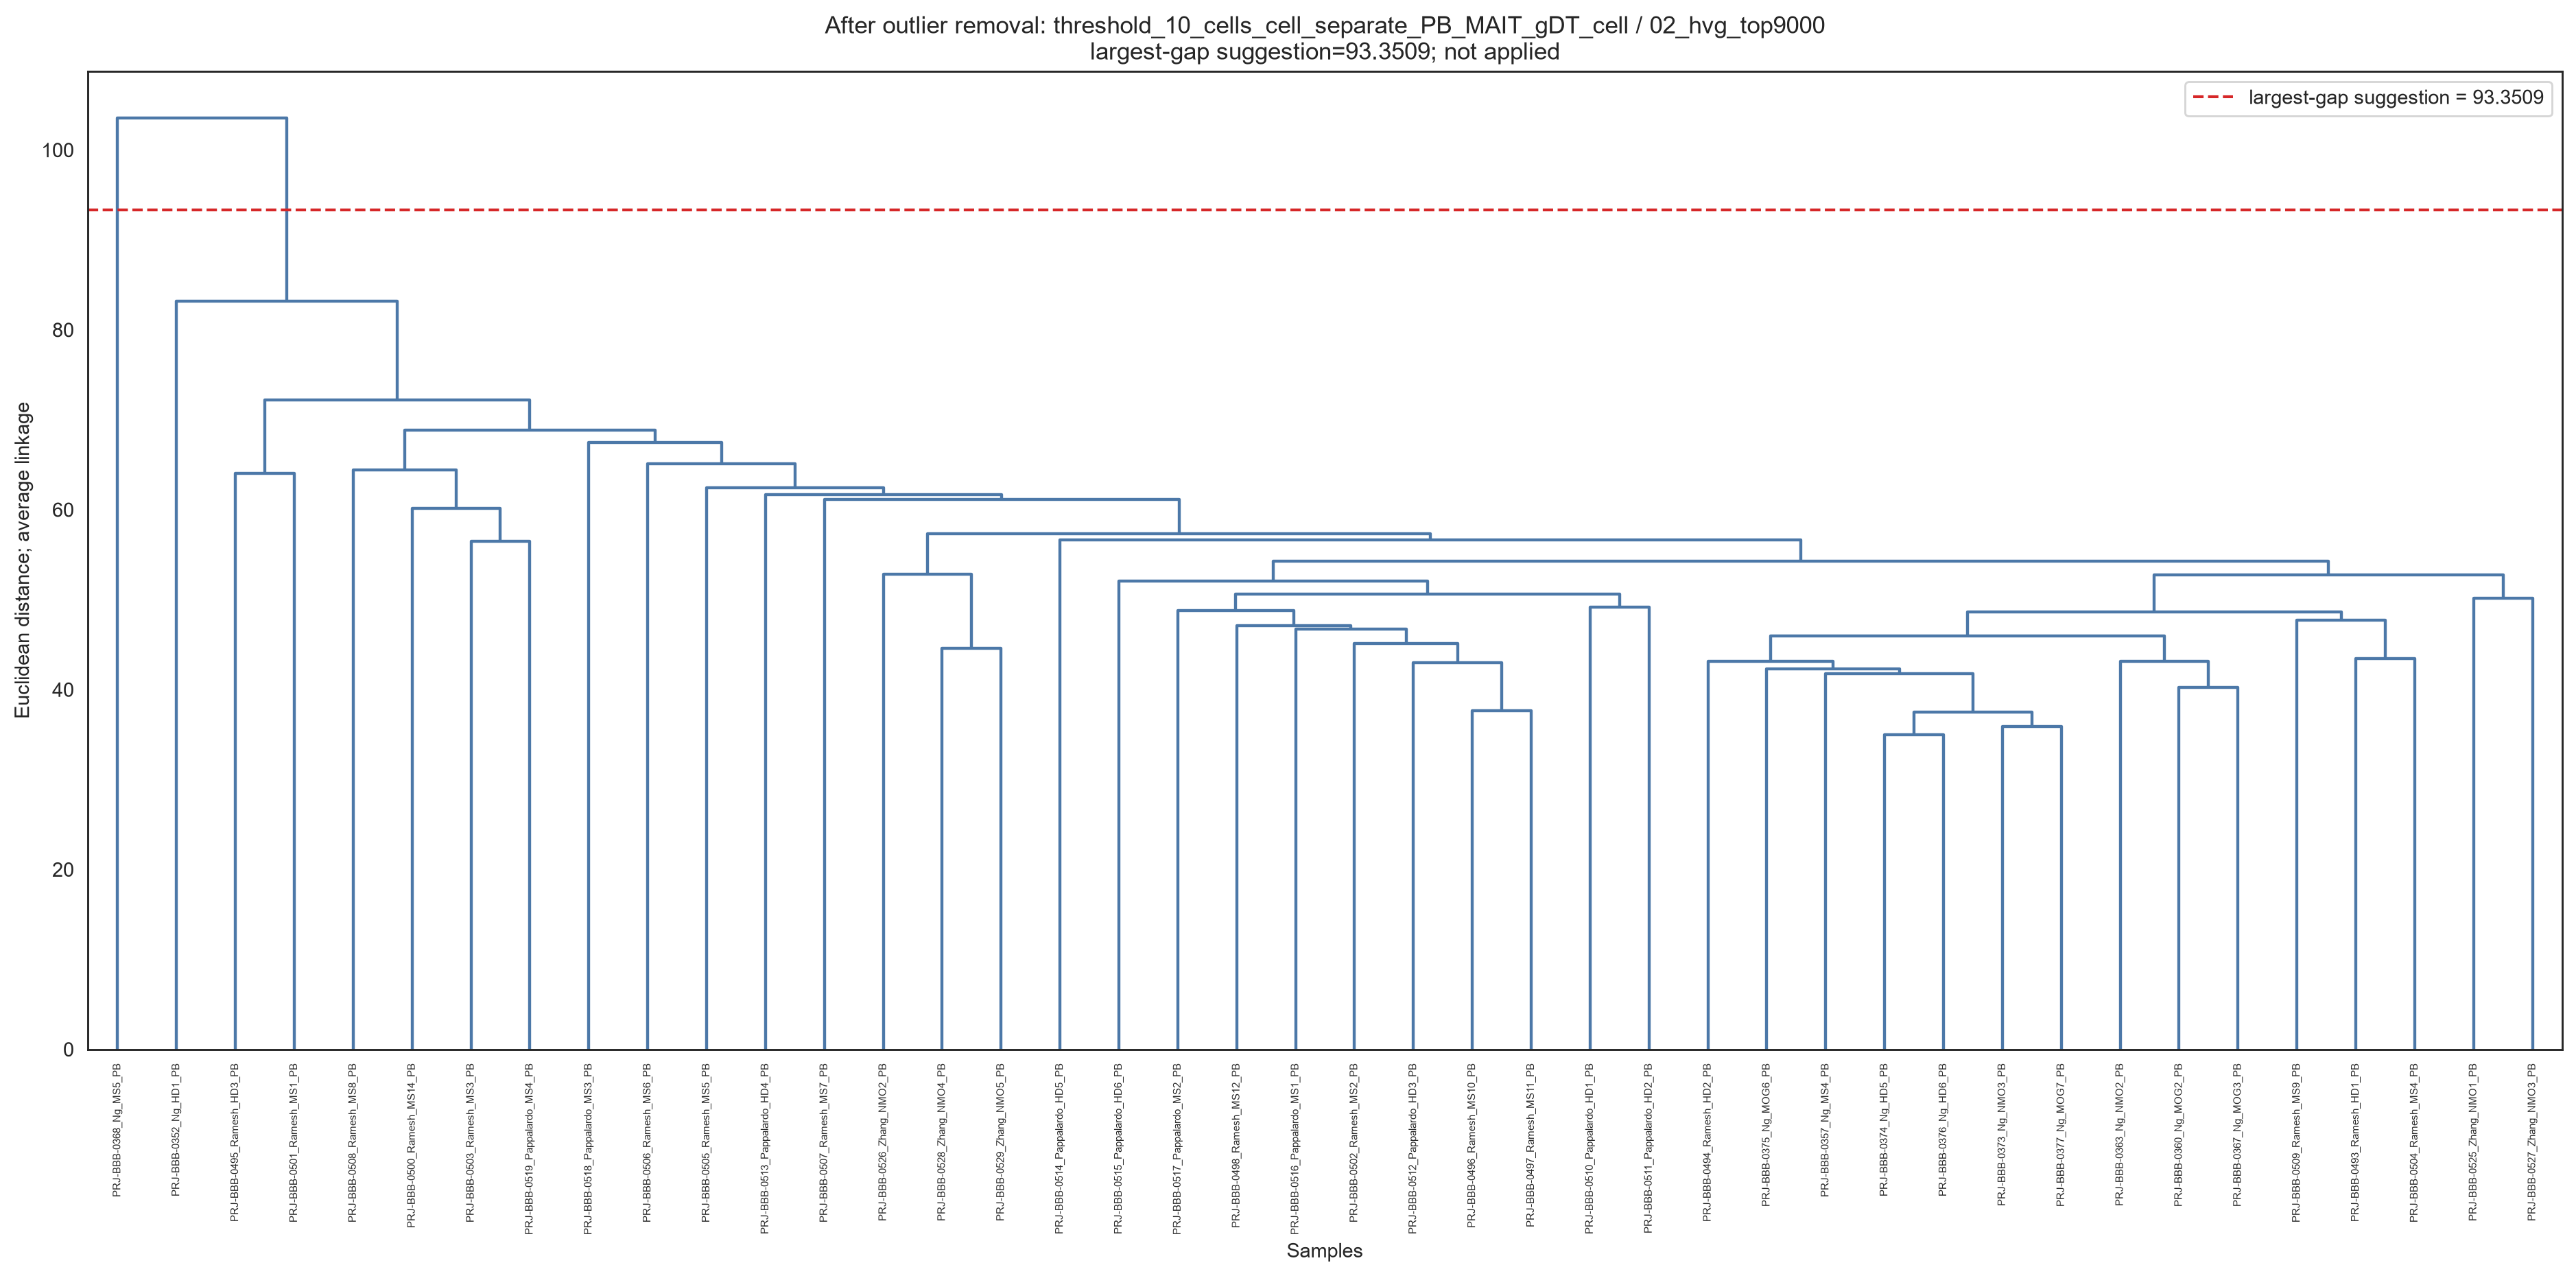 After outlier removal: threshold_10_cells_cell_separate_PB_MAIT_gDT_cell / 02_hvg_top9000
largest-gap suggestion=93.3509; not applied
largest-gap suggestion = 93.3509
Euclidean distance; average linkage
100
80
60
40
20
0
PRJ-BBB-0368_Ng_MS5_PB
PRJ-BBB-0352_Ng_HD1_PB
PRJ-BBB-0495_Ramesh_HD3_PB
PRJ-BBB-0501_Ramesh_MS1_PB
PRJ-BBB-0508_Ramesh_MS8_PB
PRJ-BBB-0500_Ramesh_MS14_PB
PRJ-BBB-0503_Ramesh_MS3_PB
PRJ-BBB-0519_Pappalardo_MS4_PB
PRJ-BBB-0518_Pappalardo_MS3_PB
PRJ-BBB-0506_Ramesh_MS6_PB
PRJ-BBB-0505_Ramesh_MS5_PB
PRJ-BBB-0513_Pappalardo_HD4_PB
PRJ-BBB-0507_Ramesh_MS7_PB
PRJ-BBB-0526_Zhang_NMO2_PB
PRJ-BBB-0528_Zhang_NMO4_PB
PRJ-BBB-0529_Zhang_NMO5_PB
PRJ-BBB-0514_Pappalardo_HD5_PB
PRJ-BBB-0515_Pappalardo_HD6_PB
PRJ-BBB-0517_Pappalardo_MS2_PB
PRJ-BBB-0498_Ramesh_MS12_PB
PRJ-BBB-0516_Pappalardo_MS1_PB
PRJ-BBB-0502_Ramesh_MS2_PB
PRJ-BBB-0512_Pappalardo_HD3_PB
PRJ-BBB-0496_Ramesh_MS10_PB
PRJ-BBB-0497_Ramesh_MS11_PB
PRJ-BBB-0510_Pappalardo_HD1_PB
PRJ-BBB-0511_Pappalardo_HD2_PB
PRJ-BBB-0494_Ramesh_HD2_PB
PRJ-BBB-0375_Ng_MOG6_PB
PRJ-BBB-0357_Ng_MS4_PB
PRJ-BBB-0374_Ng_HD5_PB
PRJ-BBB-0376_Ng_HD6_PB
PRJ-BBB-0373_Ng_NMO3_PB
PRJ-BBB-0377_Ng_MOG7_PB
PRJ-BBB-0363_Ng_NMO2_PB
PRJ-BBB-0360_Ng_MOG2_PB
PRJ-BBB-0367_Ng_MOG3_PB
PRJ-BBB-0509_Ramesh_MS9_PB
PRJ-BBB-0493_Ramesh_HD1_PB
PRJ-BBB-0504_Ramesh_MS4_PB
PRJ-BBB-0525_Zhang_NMO1_PB
PRJ-BBB-0527_Zhang_NMO3_PB
Samples